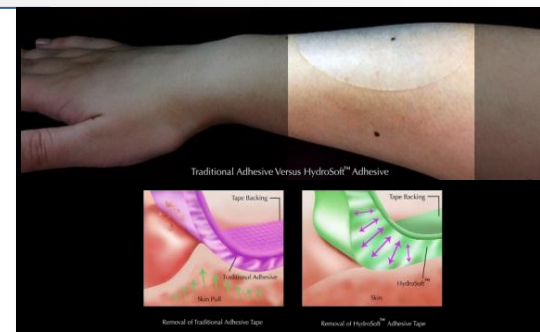 Traditional Adhesive Versus HydroSoft™ Adhesive
Tape Backing
Traditional Adhesive
Skin Pull
Removal of Traditional Adhesive Tape
Tape Backing
HydroSoft™
Skin
Removal of HydroSoft™ Adhesive Tape